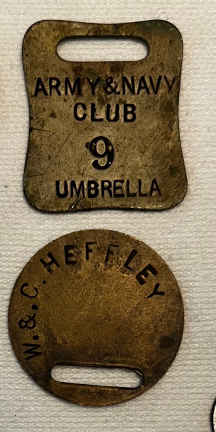 ARMY & NAVY
CLUB
9
UMBRELLA
W. & C. HEFFLEY